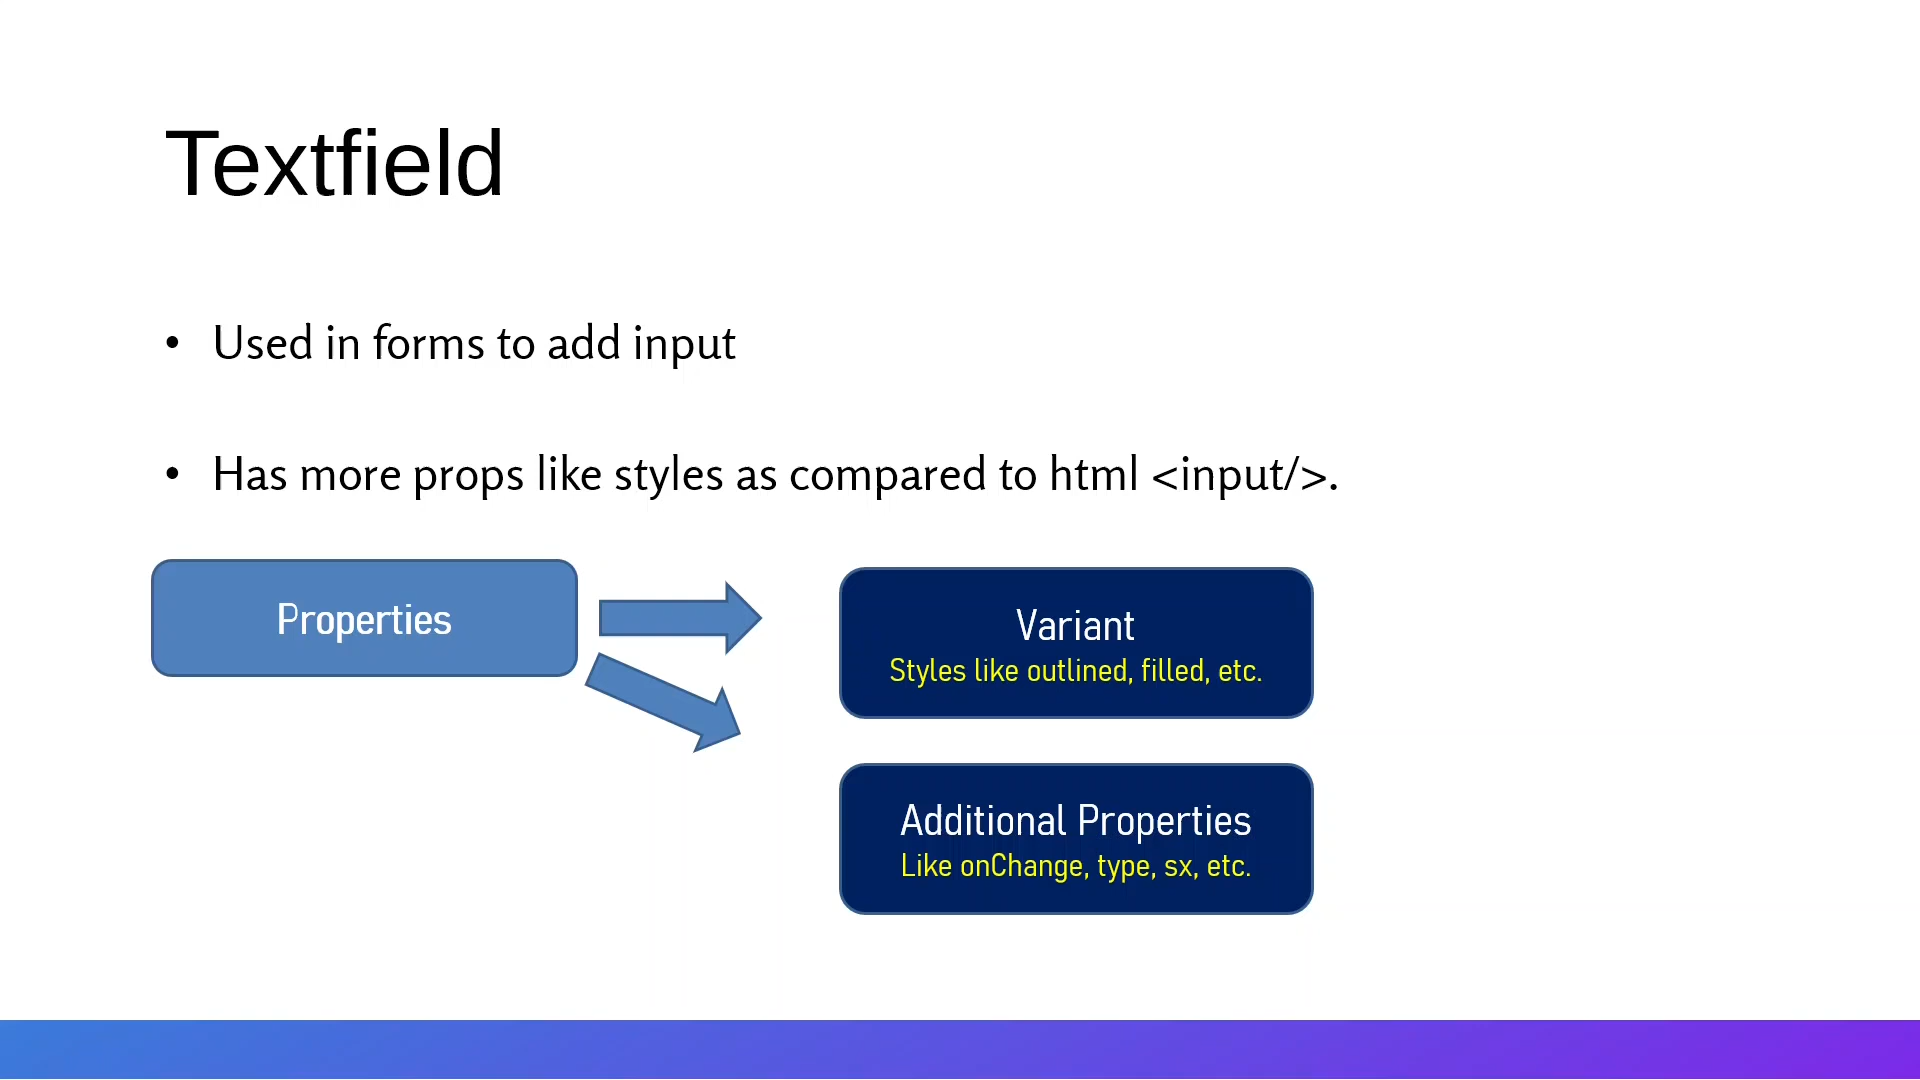 Textfield
• Used in forms to add input
• Has more props like styles as compared to html <input/>.
Properties
Variant
Styles like outlined, filled, etc.
Additional Properties
Like onChange, type, sx, etc.